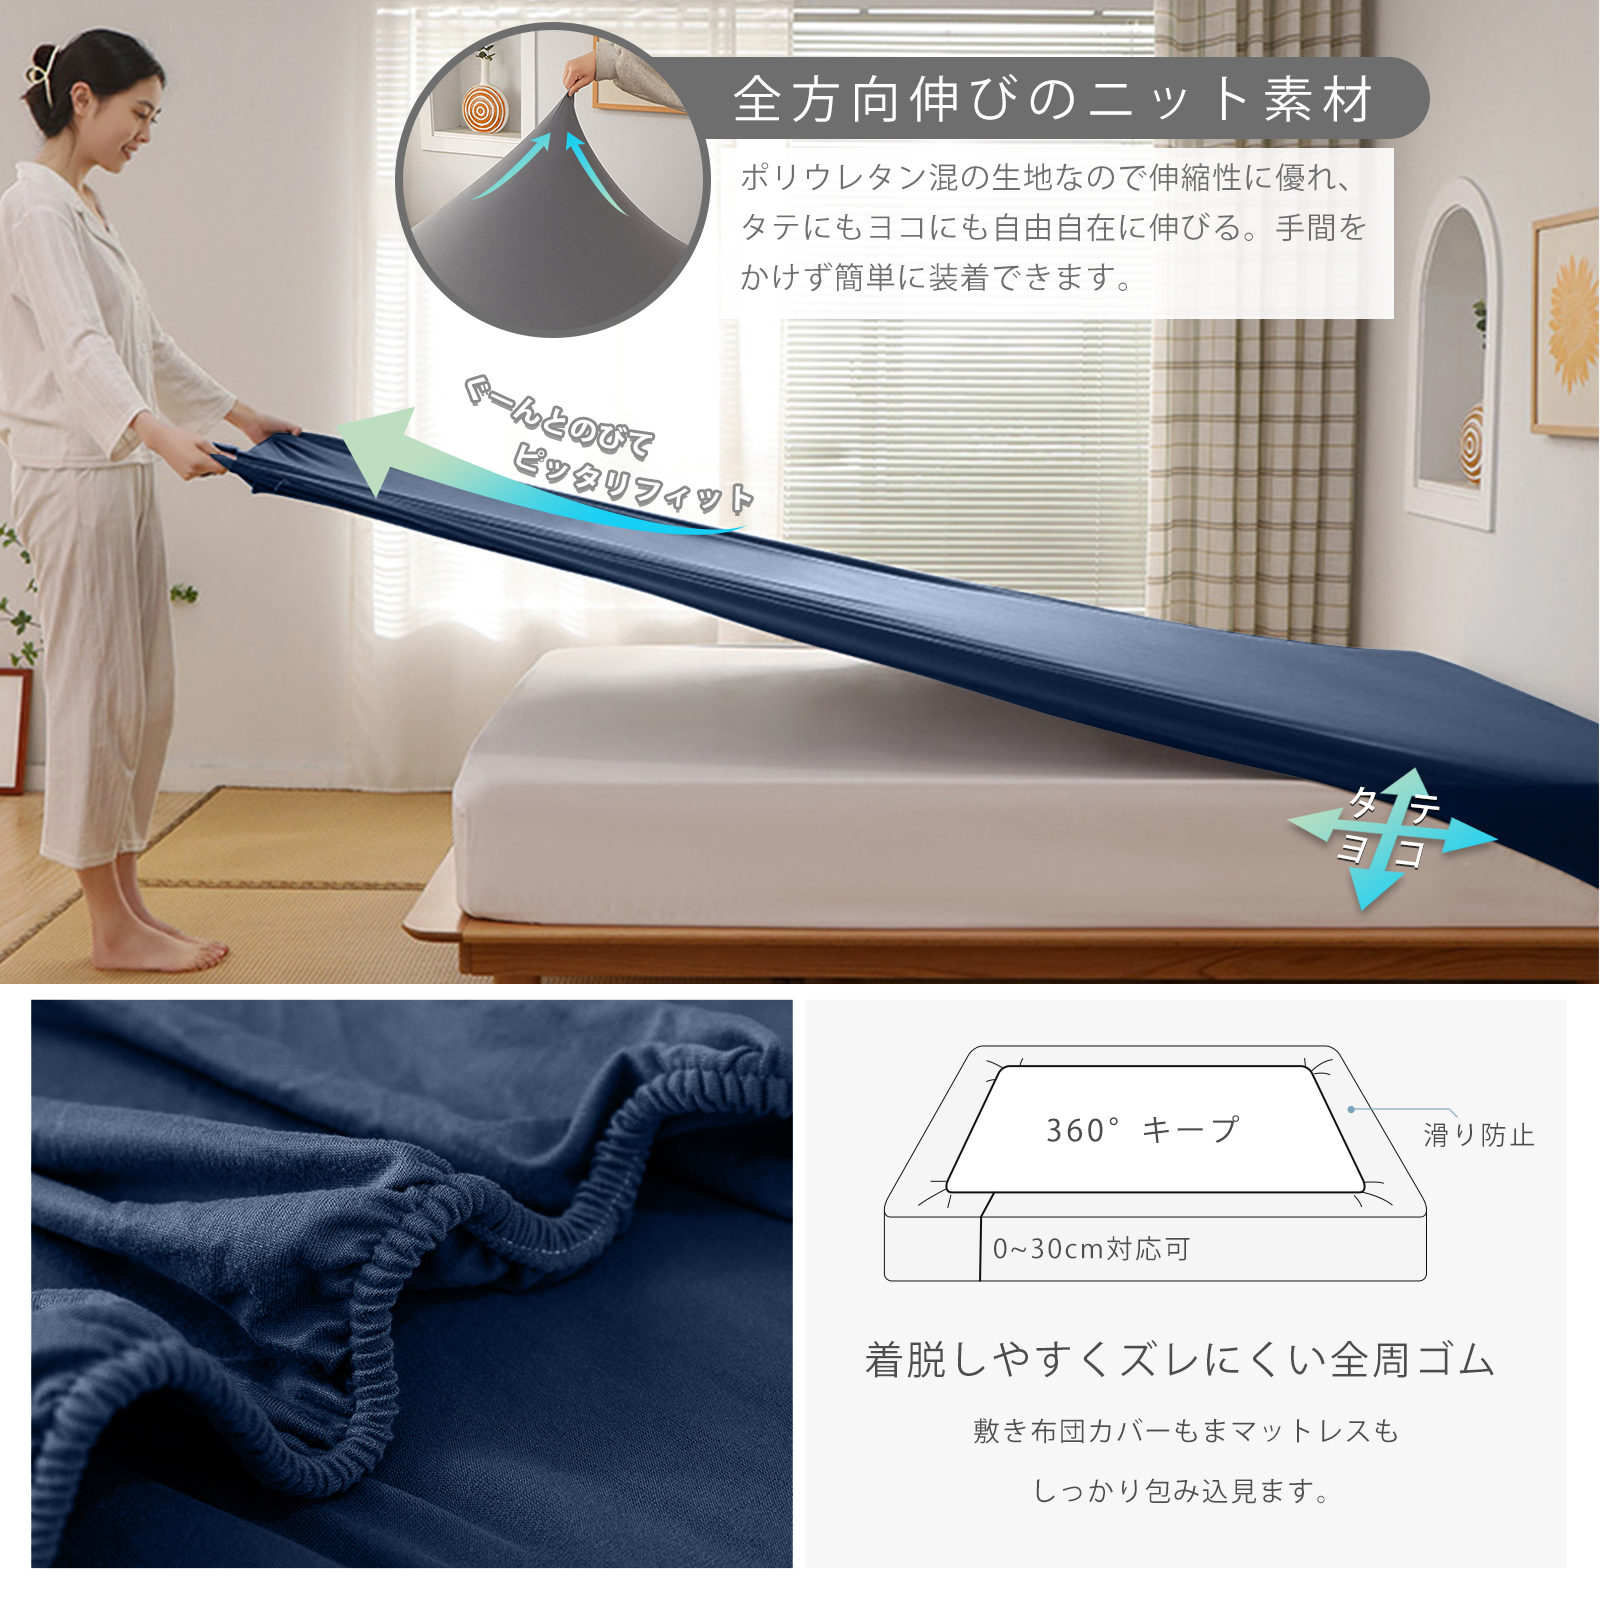 全方向伸びのニット素材
ポリウレタン混の生地なので伸縮性に優れ、
タテにもヨコにも自由自在に伸びる。手間を
かけず簡単に装着できます。
ぐーんとのびて
ピッタリフィット
タテ
ヨコ
360°キープ
滑り防止
0~30cm対応可
着脱しやすくズレにくい全周ゴム
敷き布団カバーもまマットレスも
しっかり包み込見ます。